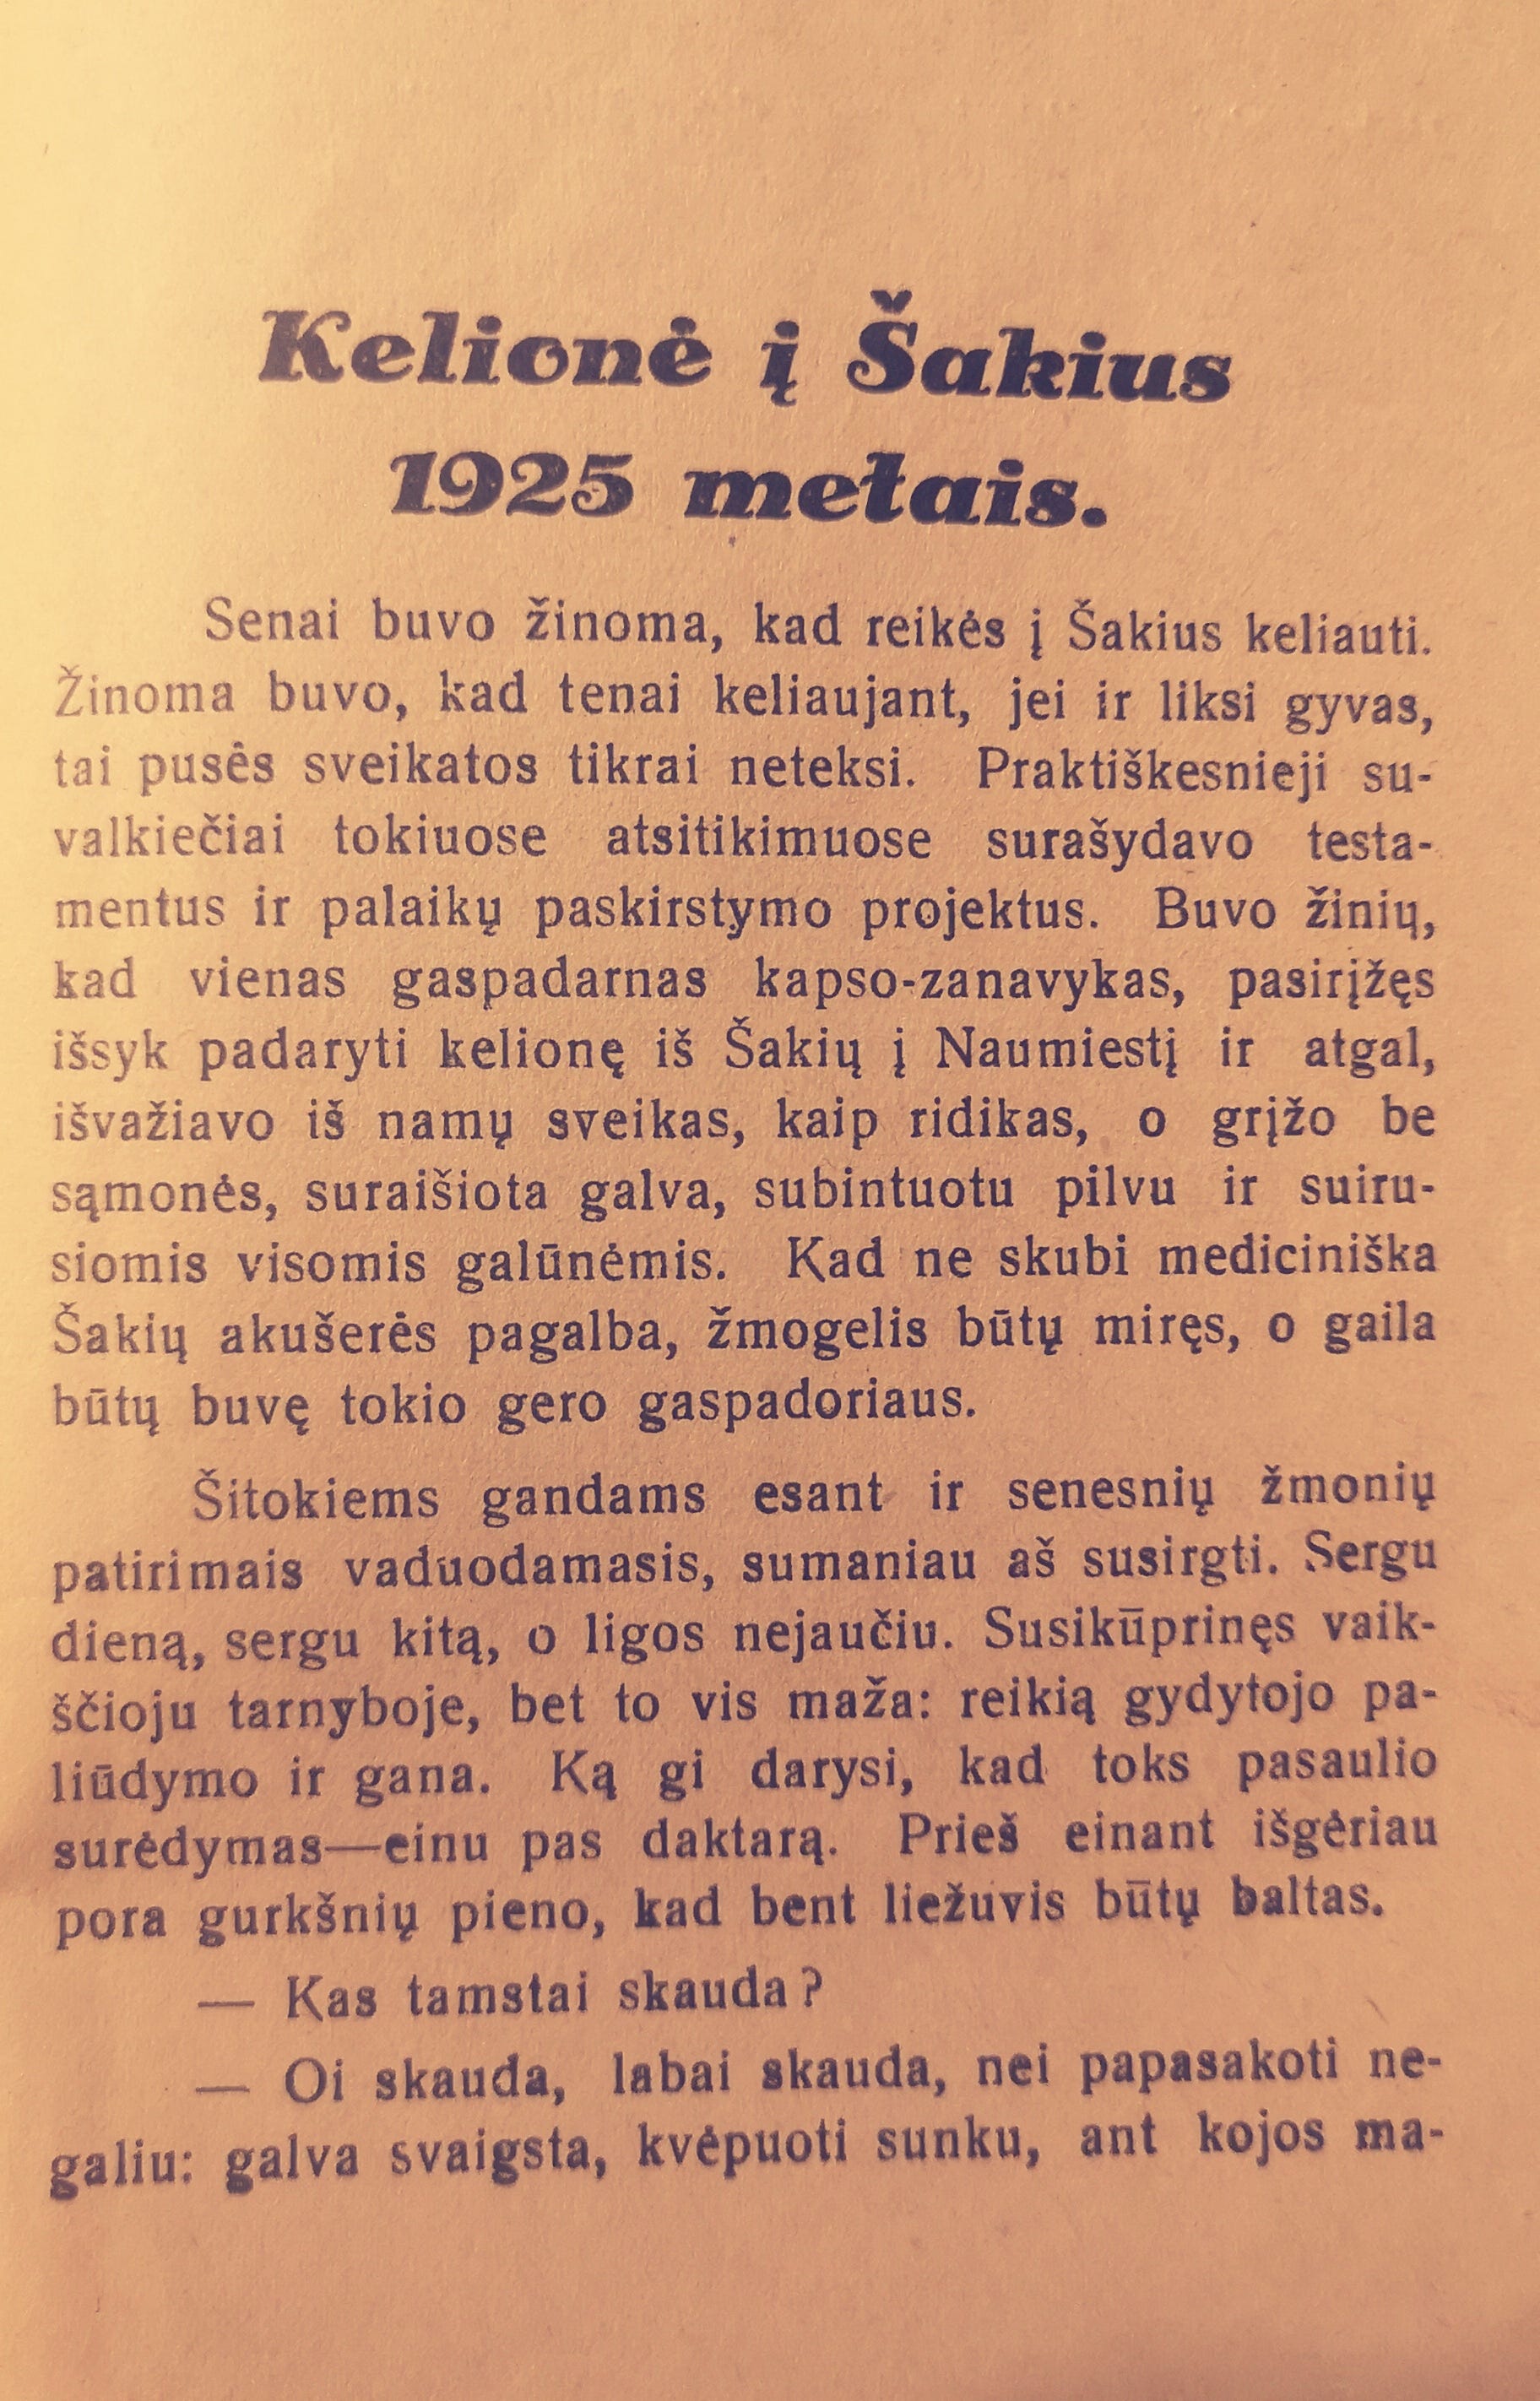 Kelionė į Šakius
1925 metais.
Senai buvo žinoma, kad reikės į Šakius keliauti.
Žinoma buvo, kad tenai keliaujant, jei ir liksi gyvas,
tai pusės sveikatos tikrai neteksi. Praktiškesnieji su-
valkiečiai tokiuose atsitikimuose surašydavo testa-
mentus ir palaikų paskirstymo projektus. Buvo žinių,
kad vienas gaspadarnas kapso-zanavykas, pasirįžęs
išsyk padaryti kelionę iš Šakių į Naumiestį ir atgal,
išvažiavo iš namų sveikas, kaip ridikas, o grįžo be
sąmonės, suraišiota galva, subintuotu pilvu ir suiru-
siomis visomis galūnėmis. Kad ne skubi mediciniška
Šakių akušerės pagalba, žmogelis būtų miręs, o gaila
būtų buvę tokio gero gaspadoriaus.
Šitokiems gandams esant ir senesnių žmonių
patirimais vaduodamasis, sumaniau aš susirgti. Sergu
dieną, sergu kitą, o ligos nejaučiu. Susikūprinęs vaik-
ščioju tarnyboje, bet to vis maža: reikią gydytojo pa-
liūdymo ir gana. Ką gi darysi, kad toks pasaulio
surėdymas—einu pas daktarą. Prieš einant išgėriau
pora gurkšnių pieno, kad bent liežuvis būtų baltas.
— Kas tamstai skauda?
— Oi skauda, labai skauda, nei papasakoti ne-
galiu: galva svaigsta, kvėpuoti sunku, ant kojos ma-